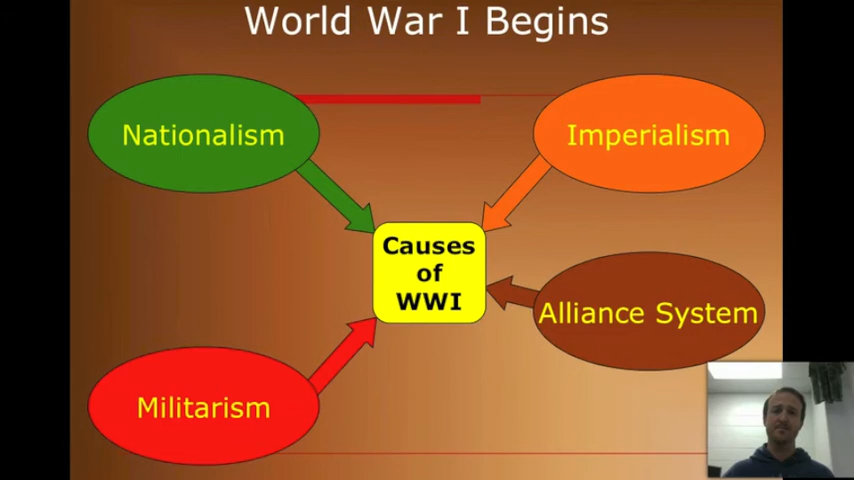 World War I Begins
Nationalism
Imperialism
Causes
of
WWI
Alliance System
Militarism